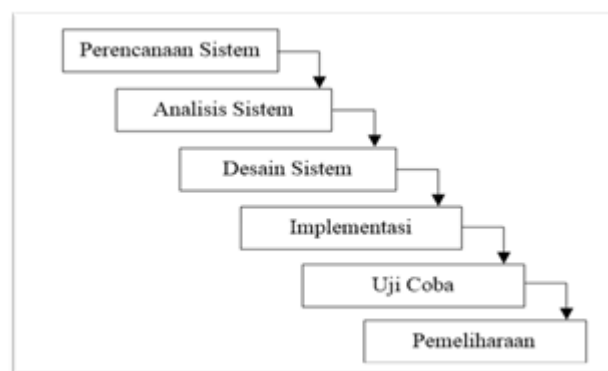 Perencanaan Sistem
Analisis Sistem
Desain Sistem
Implementasi
Uji Coba
Pemeliharaan